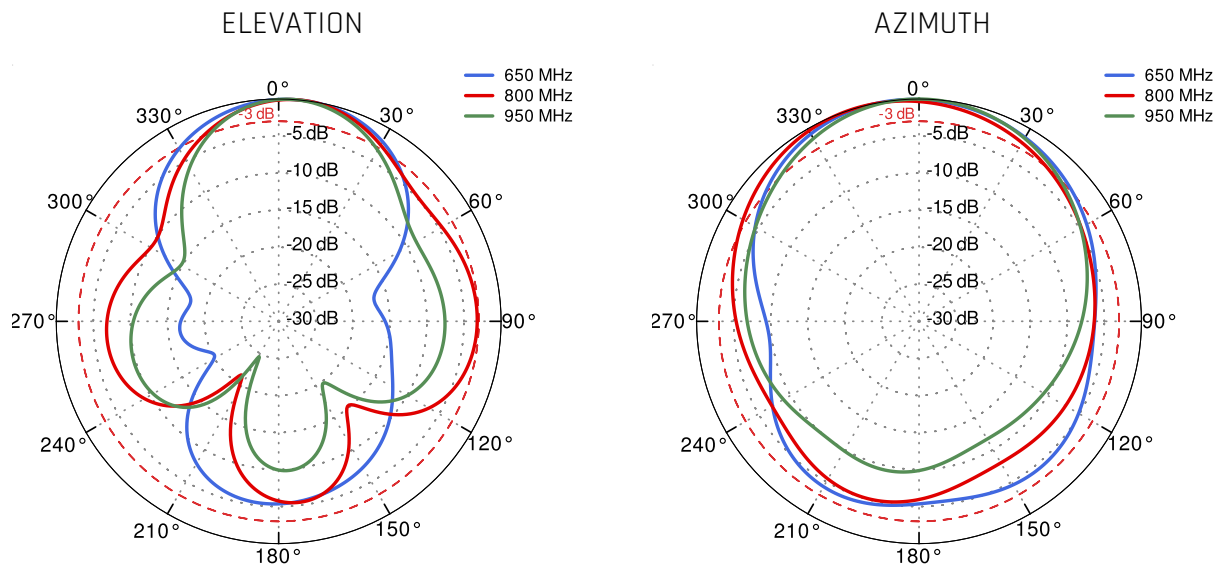 ELEVATION
650 MHz
800 MHz
950 MHz
0°
30°
60°
90°
120°
150°
180°
210°
240°
270°
300°
330°
-3 dB
-5 dB
-10 dB
-15 dB
-20 dB
-25 dB
-30 dB
AZIMUTH
650 MHz
800 MHz
950 MHz
0°
30°
60°
90°
120°
150°
180°
210°
240°
270°
300°
330°
-3 dB
-5 dB
-10 dB
-15 dB
-20 dB
-25 dB
-30 dB